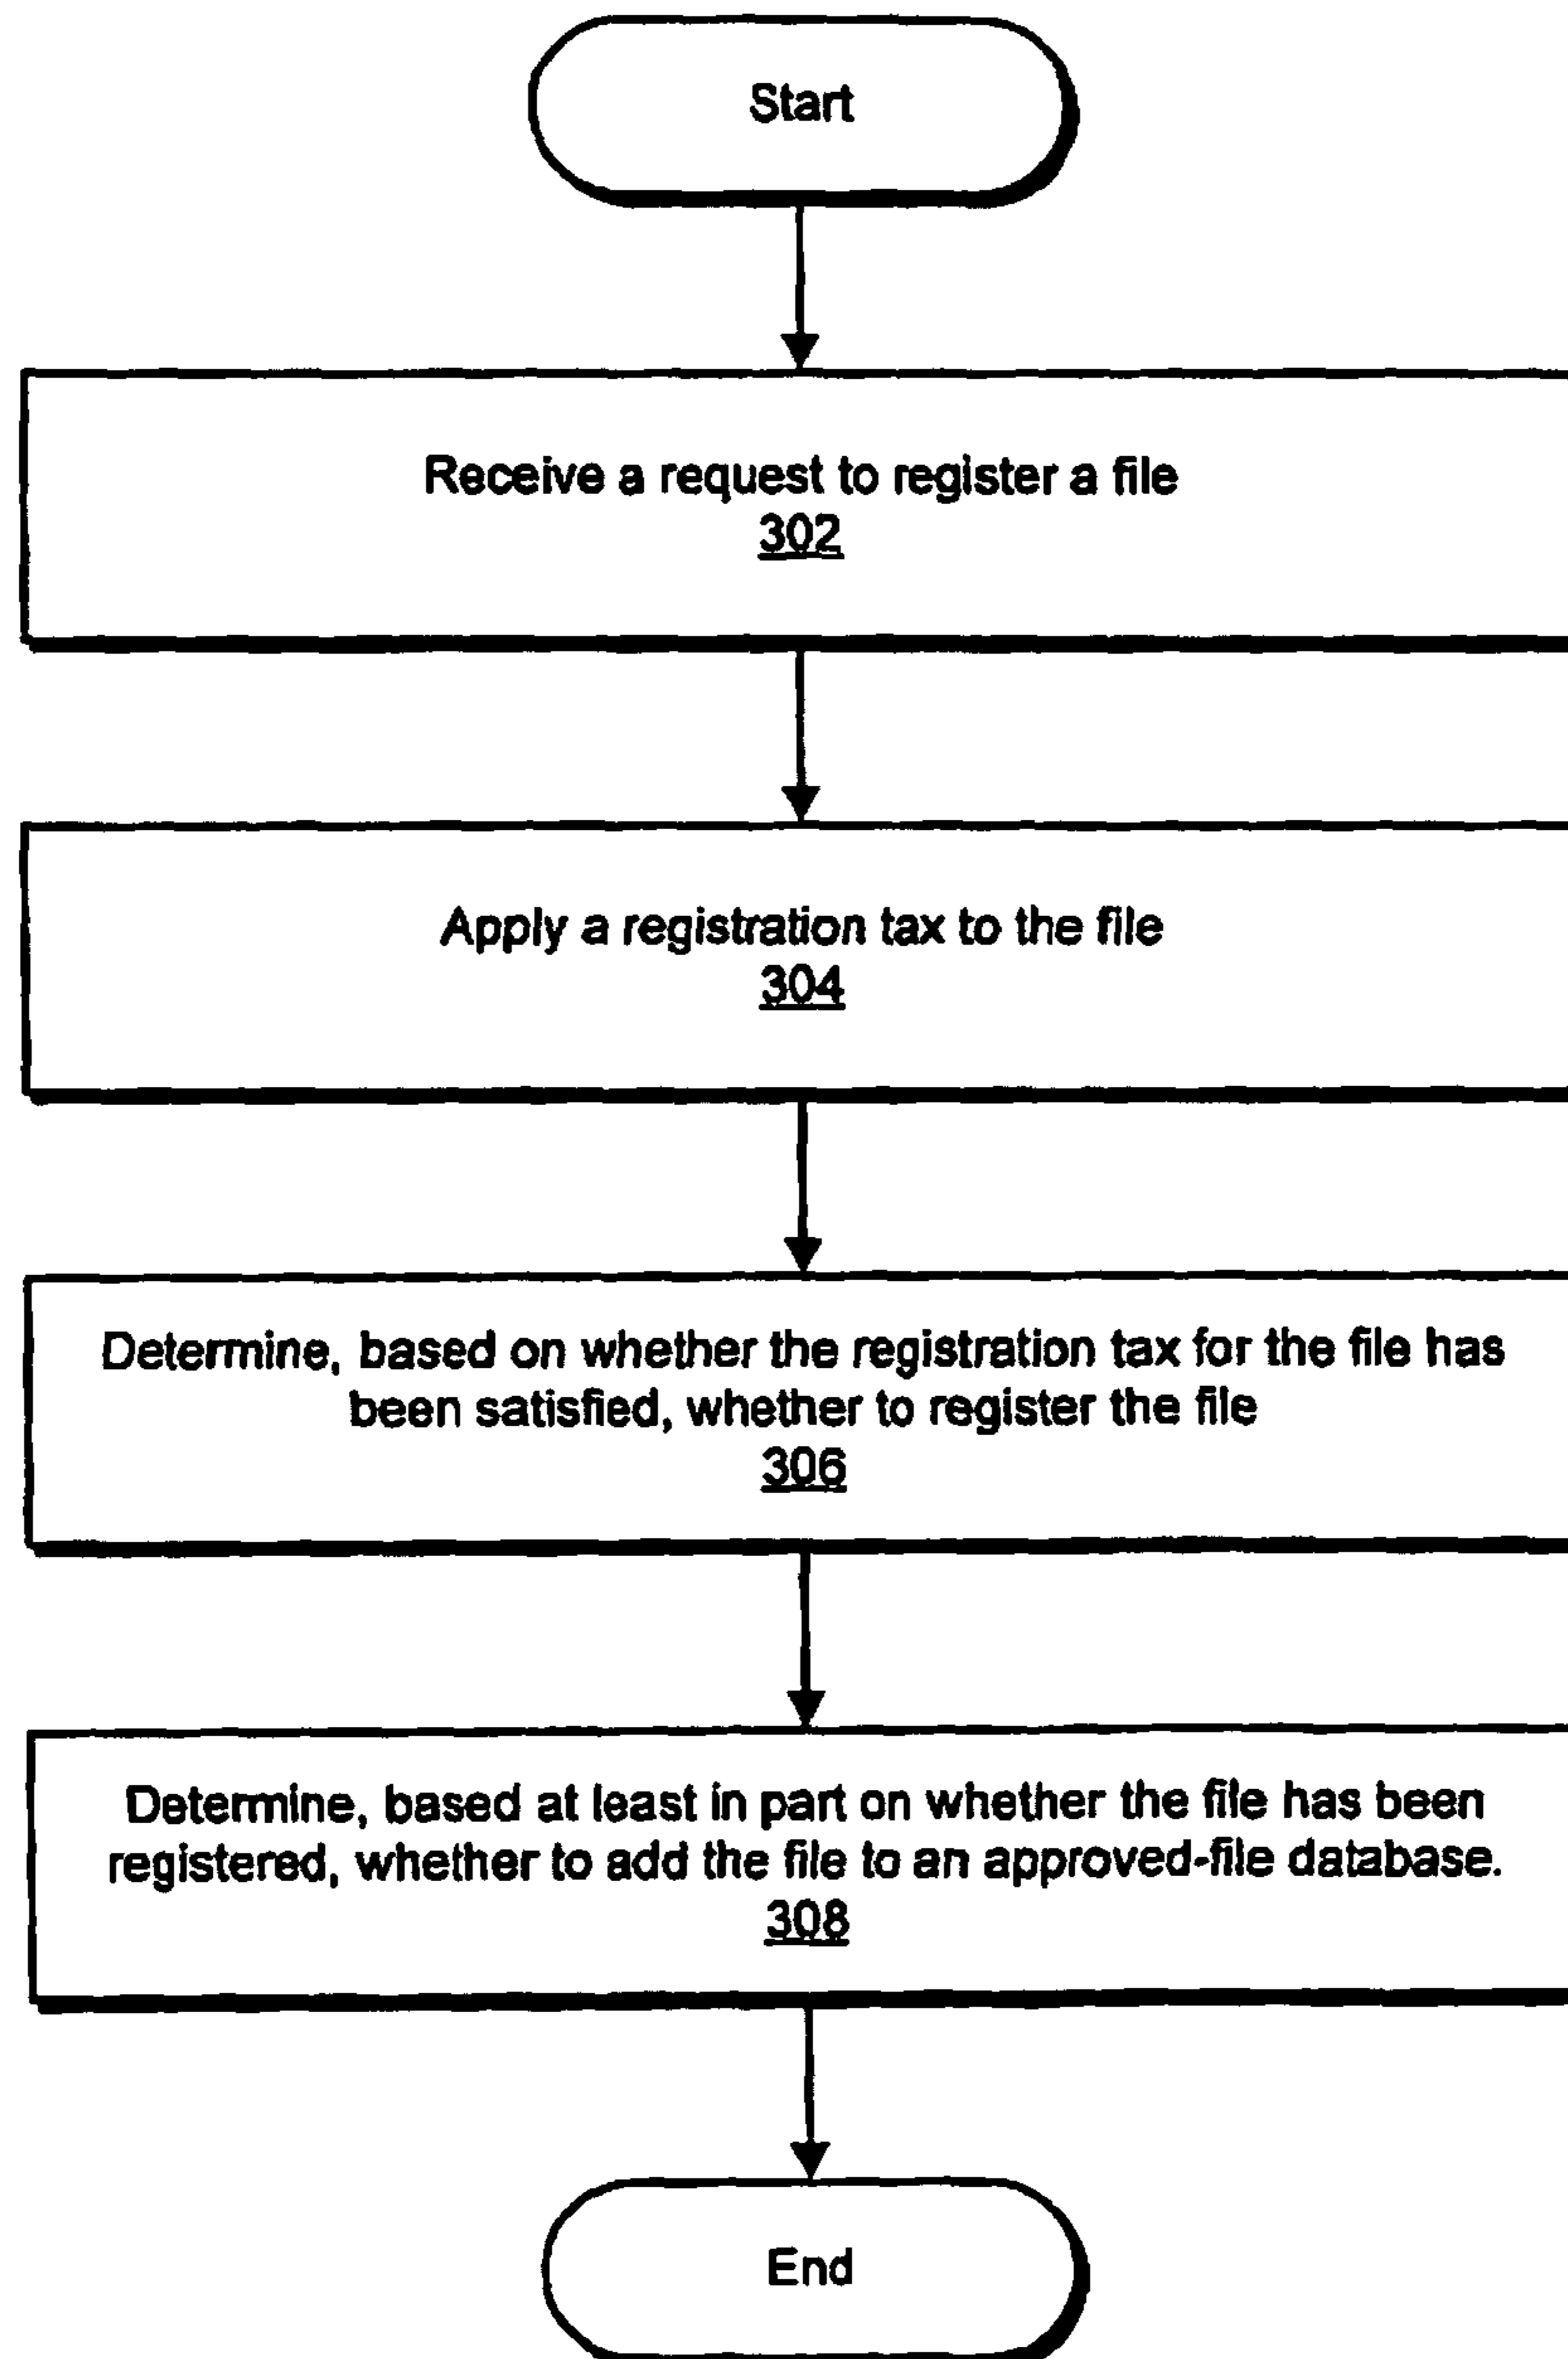 Start
Receive a request to register a file
302
Apply a registration tax to the file
304
Determine, based on whether the registration tax for the file has
been satisfied, whether to register the file
306
Determine, based at least in part on whether the file has been
registered, whether to add the file to an approved-file database.
308
End